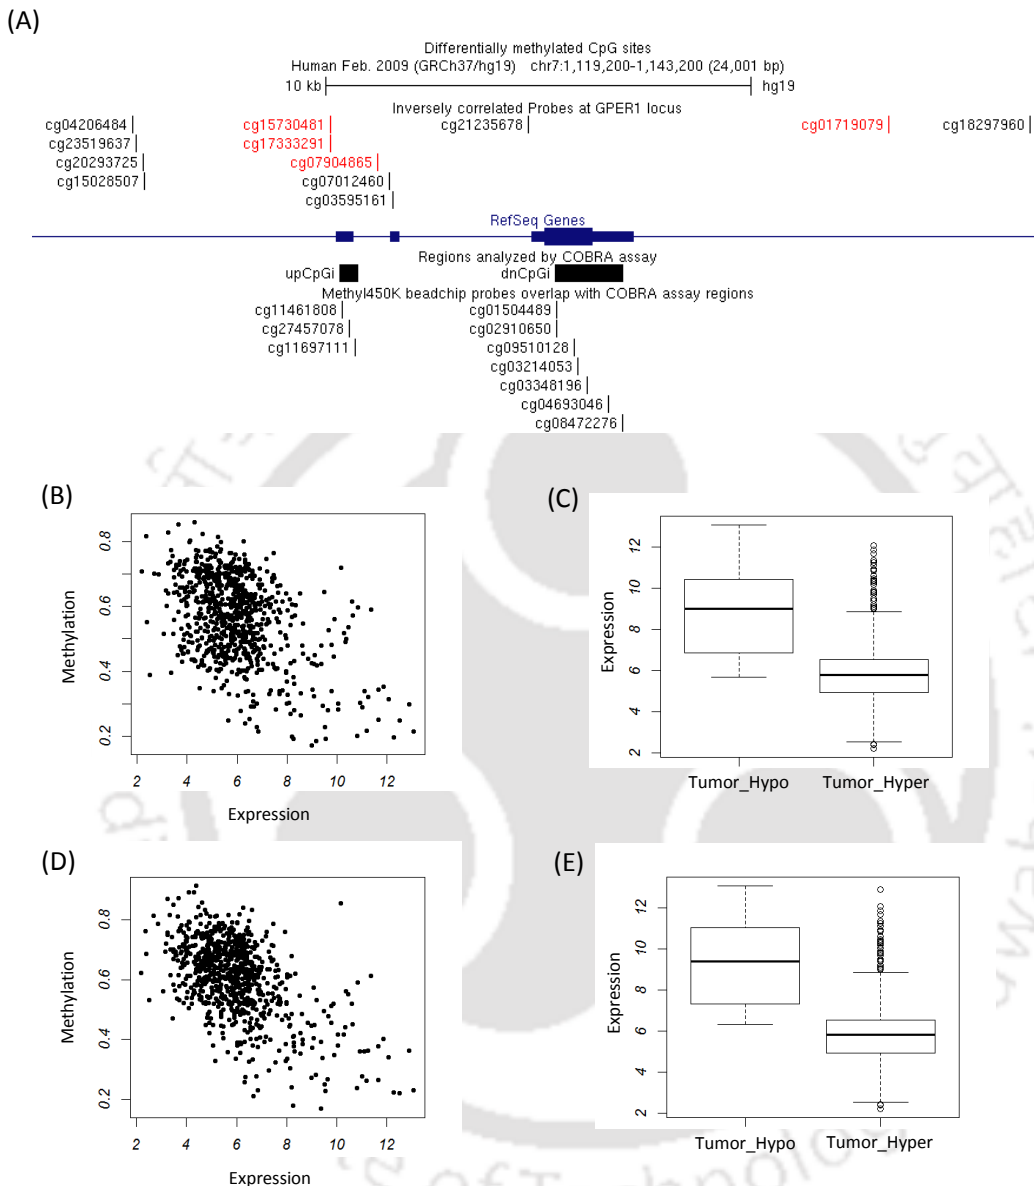 (A)
Differentially methylated CpG sites
Human Feb. 2009 (GRCh37/hg19) chr7:1,119,200-1,143,200 (24,001 bp)
10 kb hg19
Inversely correlated Probes at GPER1 locus
cg04206484 cg15730481 cg21235678 cg01719079 cg18297960
cg23519637 cg17333291
cg20293725 cg07904865
cg15028507 cg07012460
cg03595161
RefSeq Genes
Regions analyzed by COBRA assay
upCpGi dnCpGi
Methyl450K beadchip probes overlap with COBRA assay regions
cg11461808 cg01504489
cg27457078 cg02910650
cg11697111 cg09510128
cg03214053
cg03348196
cg04693046
cg08472276
(B)
Methylation
0.8
0.6
0.4
0.2
2 4 6 8 10 12
Expression
(C)
Expression
12
10
8
6
4
2
Tumor_Hypo Tumor_Hyper
(D)
Methylation
0.8
0.6
0.4
0.2
2 4 6 8 10 12
Expression
(E)
Expression
12
10
8
6
4
2
Tumor_Hypo Tumor_Hyper